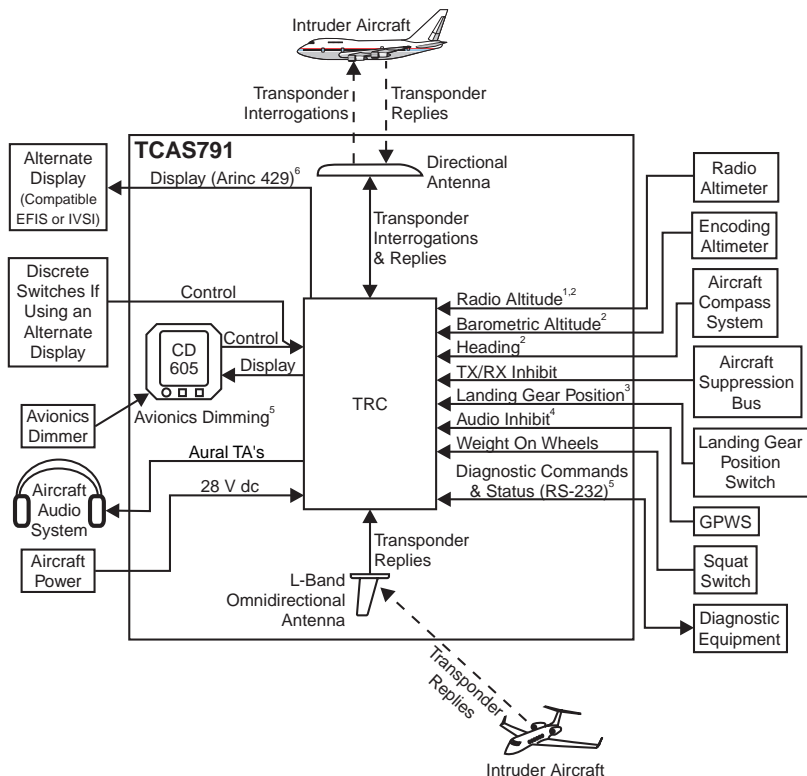 Intruder Aircraft
Transponder
Interrogations
Transponder
Replies
TCAS791
Directional
Antenna
Alternate
Display
(Compatible
EFIS or IVSI)
Display (Arinc 429)6
Transponder
Interrogations
& Replies
Discrete
Switches If
Using an
Alternate
Display
Control
CD
605
Control
Display
Avionics
Dimmer
Avionics Dimming5
Aural TA's
Aircraft
Audio
System
28 V dc
Aircraft
Power
TRC
Radio Altitude1,2
Barometric Altitude2
Heading2
TX/RX Inhibit
Landing Gear Position3
Audio Inhibit4
Weight On Wheels
Diagnostic Commands
& Status (RS-232)5
Radio
Altimeter
Encoding
Altimeter
Aircraft
Compass
System
Aircraft
Suppression
Bus
Landing Gear
Position
Switch
GPWS
Squat
Switch
Diagnostic
Equipment
Transponder
Replies
L-Band
Omnidirectional
Antenna
Transponder
Replies
Intruder Aircraft